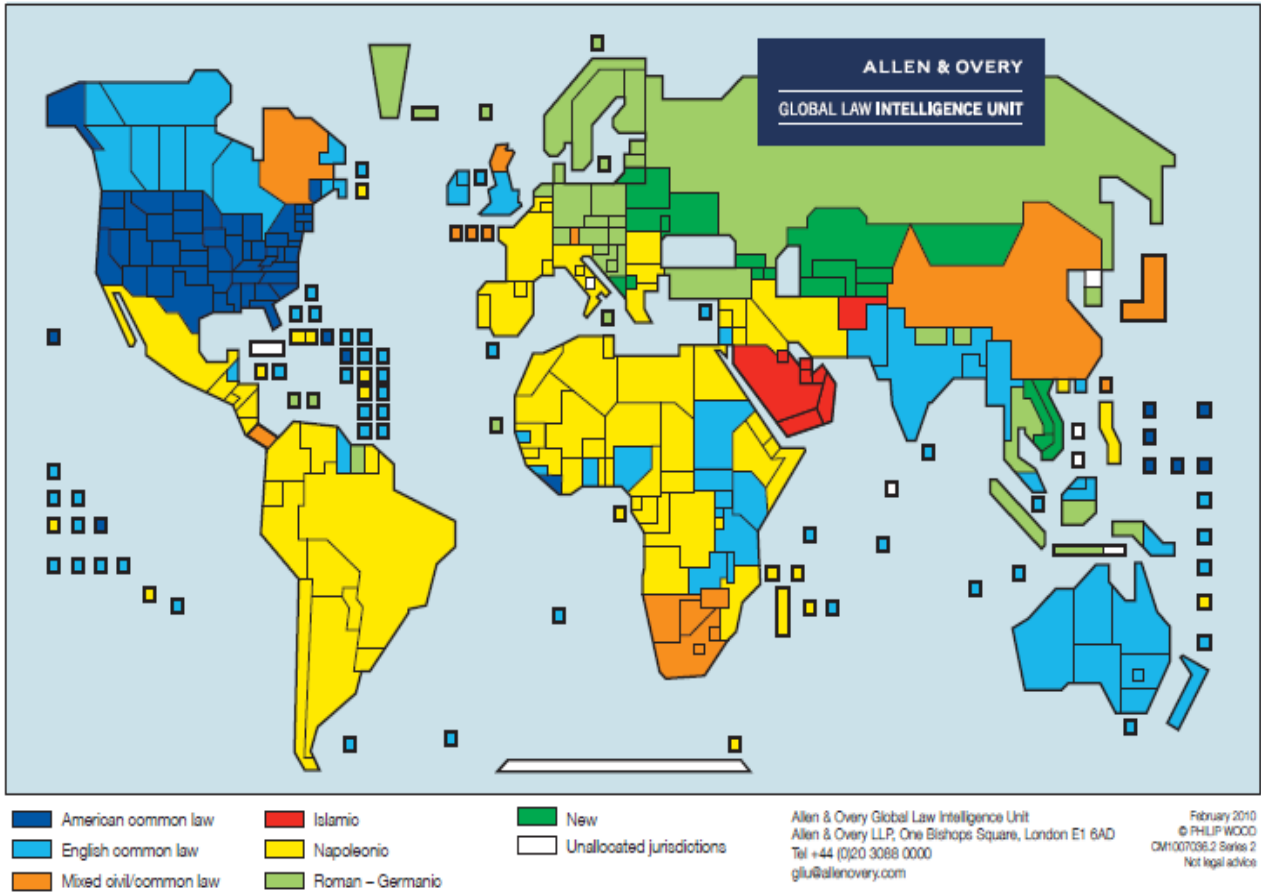 ALLEN & OVERY
GLOBAL LAW INTELLIGENCE UNIT
American common law
English common law
Mixed civil/common law
Islamic
Napoleonic
Roman – Germanic
New
Unallocated jurisdictions
Allen & Overy Global Law Intelligence Unit
Allen & Overy LLP, One Bishops Square, London E1 6AD
Tel +44 (0)20 3088 0000
gliu@allenovery.com
February 2010
© PHILIP WOOD
CM1007036.2 Series 2
Not legal advice